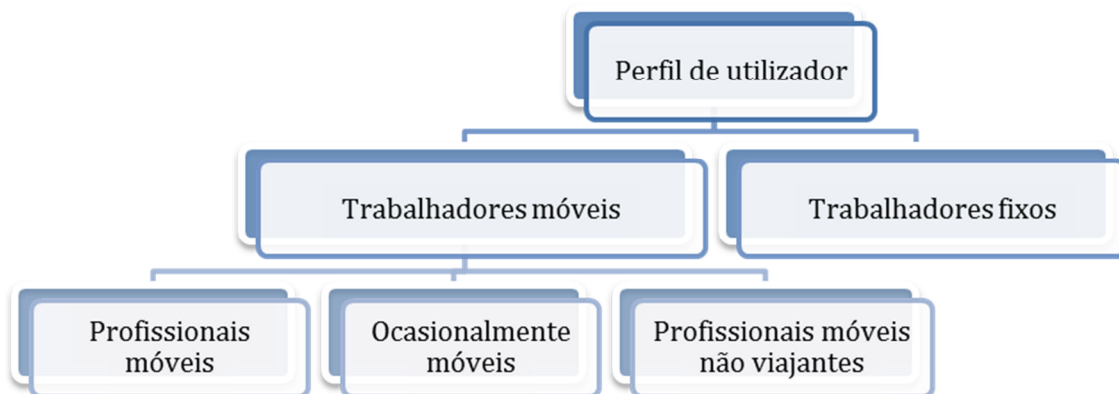 Perfil de utilizador
Trabalhadores móveis
Trabalhadores fixos
Profissionais
móveis
Ocasionalmente
móveis
Profissionais móveis
não viajantes